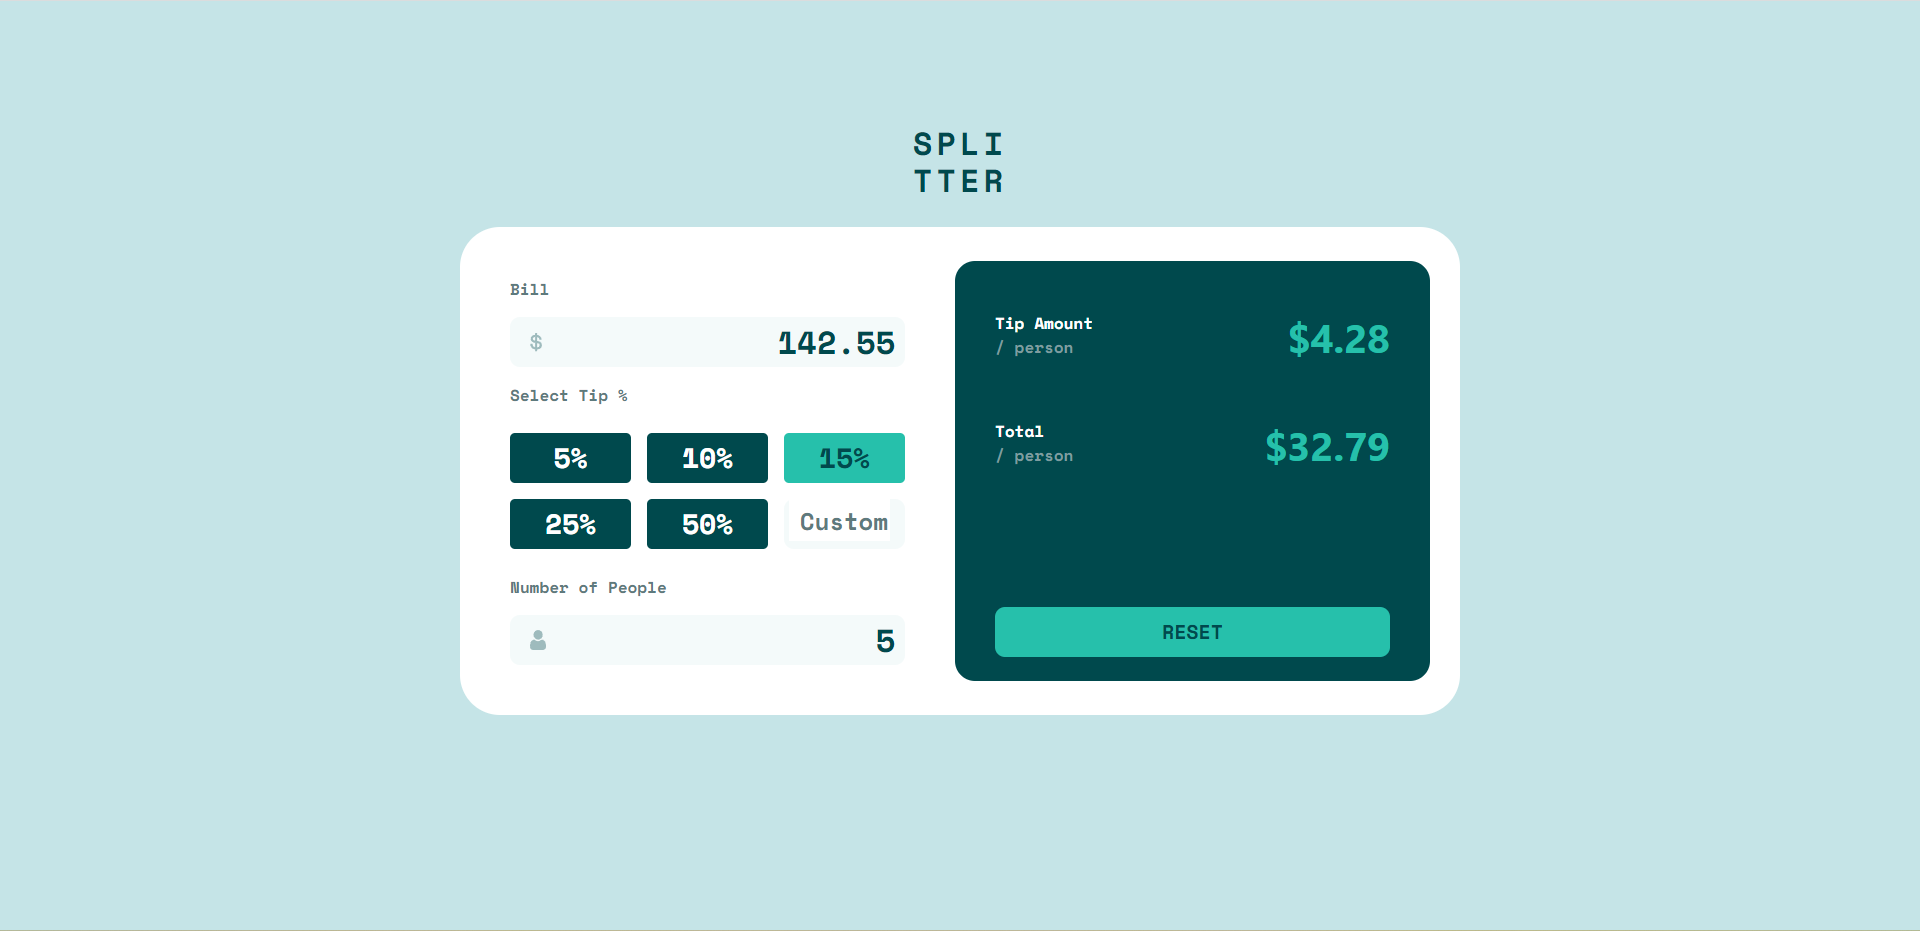 SPLI
TTER
Bill
$ 142.55
Select Tip %
5% 10% 15%
25% 50% Custom
Number of People
5
Tip Amount
/ person
$4.28
Total
/ person
$32.79
RESET